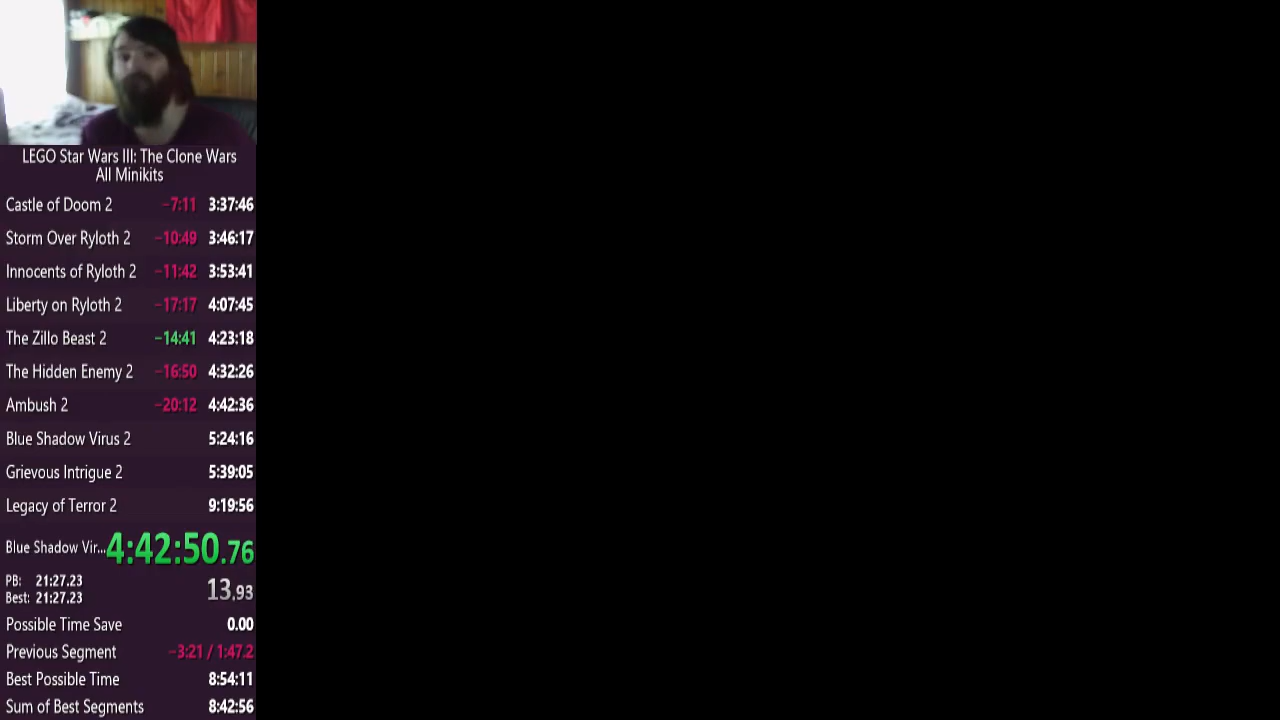 LEGO Star Wars III: The Clone Wars
All Minikits
Castle of Doom 2 −7:11 3:37:46
Storm Over Ryloth 2 −10:49 3:46:17
Innocents of Ryloth 2 −11:42 3:53:41
Liberty on Ryloth 2 −17:17 4:07:45
The Zillo Beast 2 −14:41 4:23:18
The Hidden Enemy 2 −16:50 4:32:26
Ambush 2 −20:12 4:42:36
Blue Shadow Virus 2 5:24:16
Grievous Intrigue 2 5:39:05
Legacy of Terror 2 9:19:56
Blue Shadow Vir... 4:42:50.76
PB: 21:27.23 13.93
Best: 21:27.23
Possible Time Save 0.00
Previous Segment −3:21 / 1:47.2
Best Possible Time 8:54:11
Sum of Best Segments 8:42:56